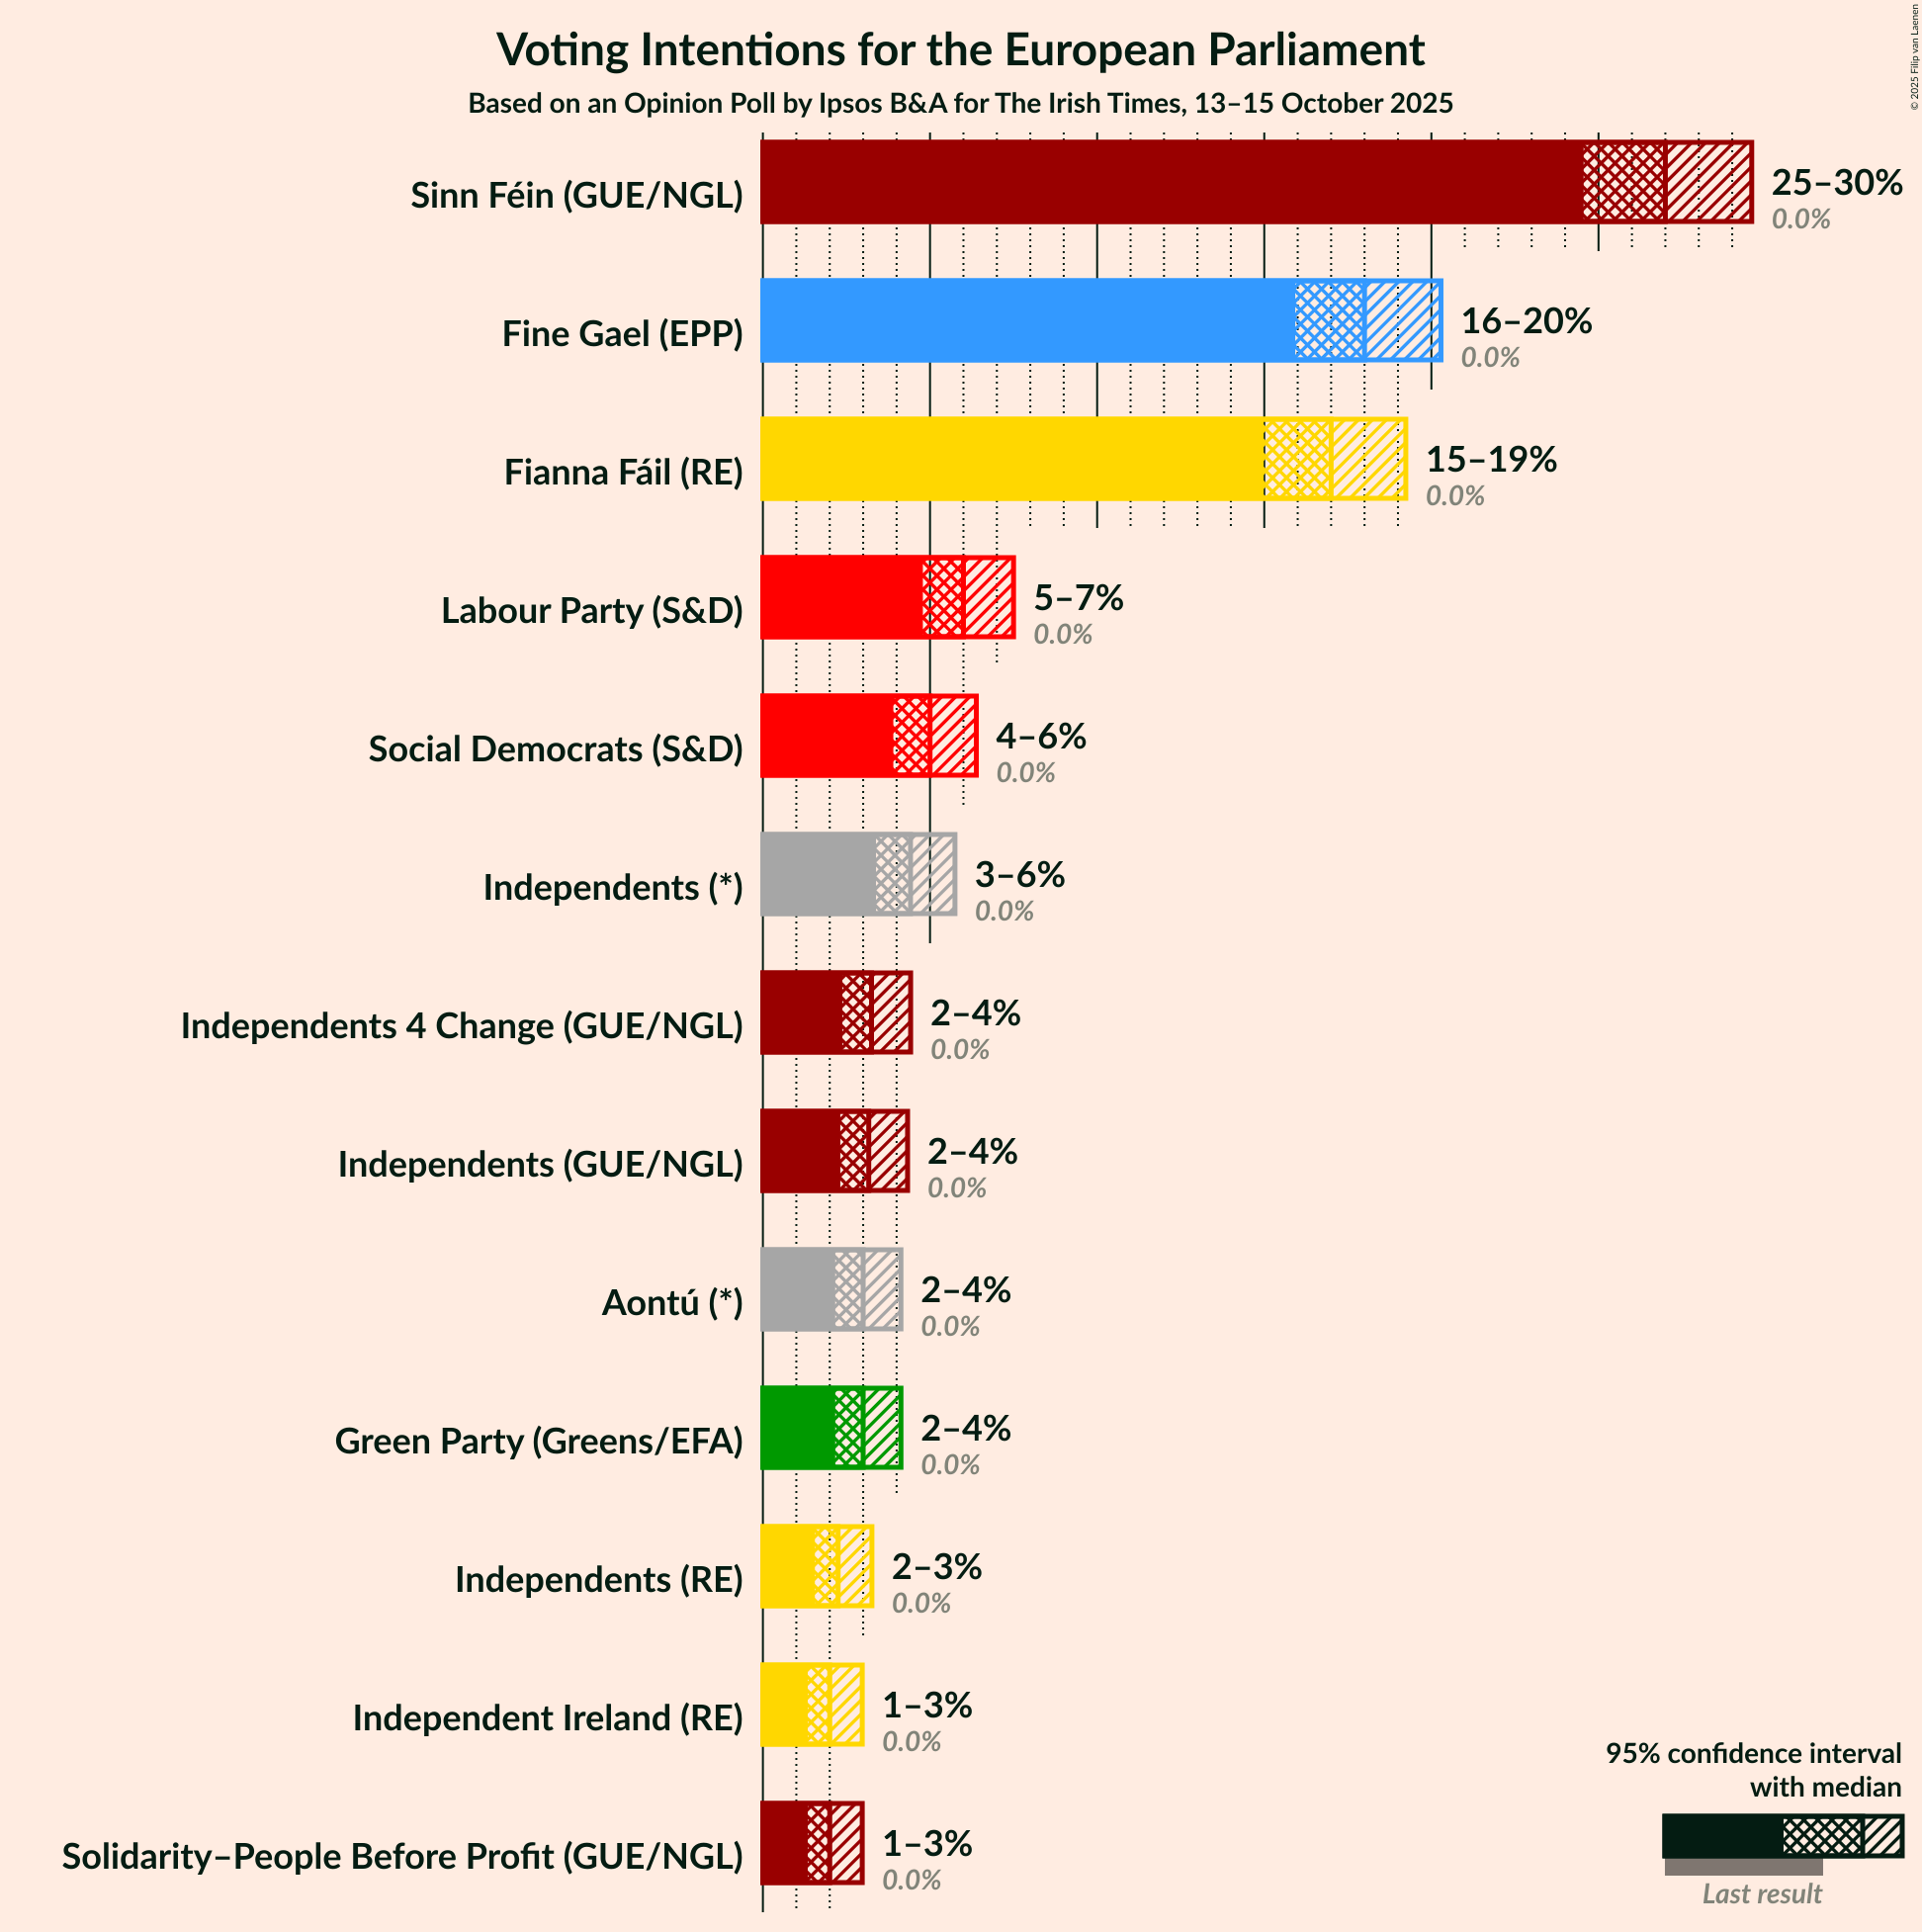 Voting Intentions for the European Parliament
Based on an Opinion Poll by Ipsos B&A for The Irish Times, 13–15 October 2025
© 2025 Filip van Laenen
Sinn Féin (GUE/NGL)
25–30%
0.0%
Fine Gael (EPP)
16–20%
0.0%
Fianna Fáil (RE)
15–19%
0.0%
Labour Party (S&D)
5–7%
0.0%
Social Democrats (S&D)
4–6%
0.0%
Independents (*)
3–6%
0.0%
Independents 4 Change (GUE/NGL)
2–4%
0.0%
Independents (GUE/NGL)
2–4%
0.0%
Aontú (*)
2–4%
0.0%
Green Party (Greens/EFA)
2–4%
0.0%
Independents (RE)
2–3%
0.0%
Independent Ireland (RE)
1–3%
0.0%
Solidarity–People Before Profit (GUE/NGL)
1–3%
0.0%
95% confidence interval
with median
Last result